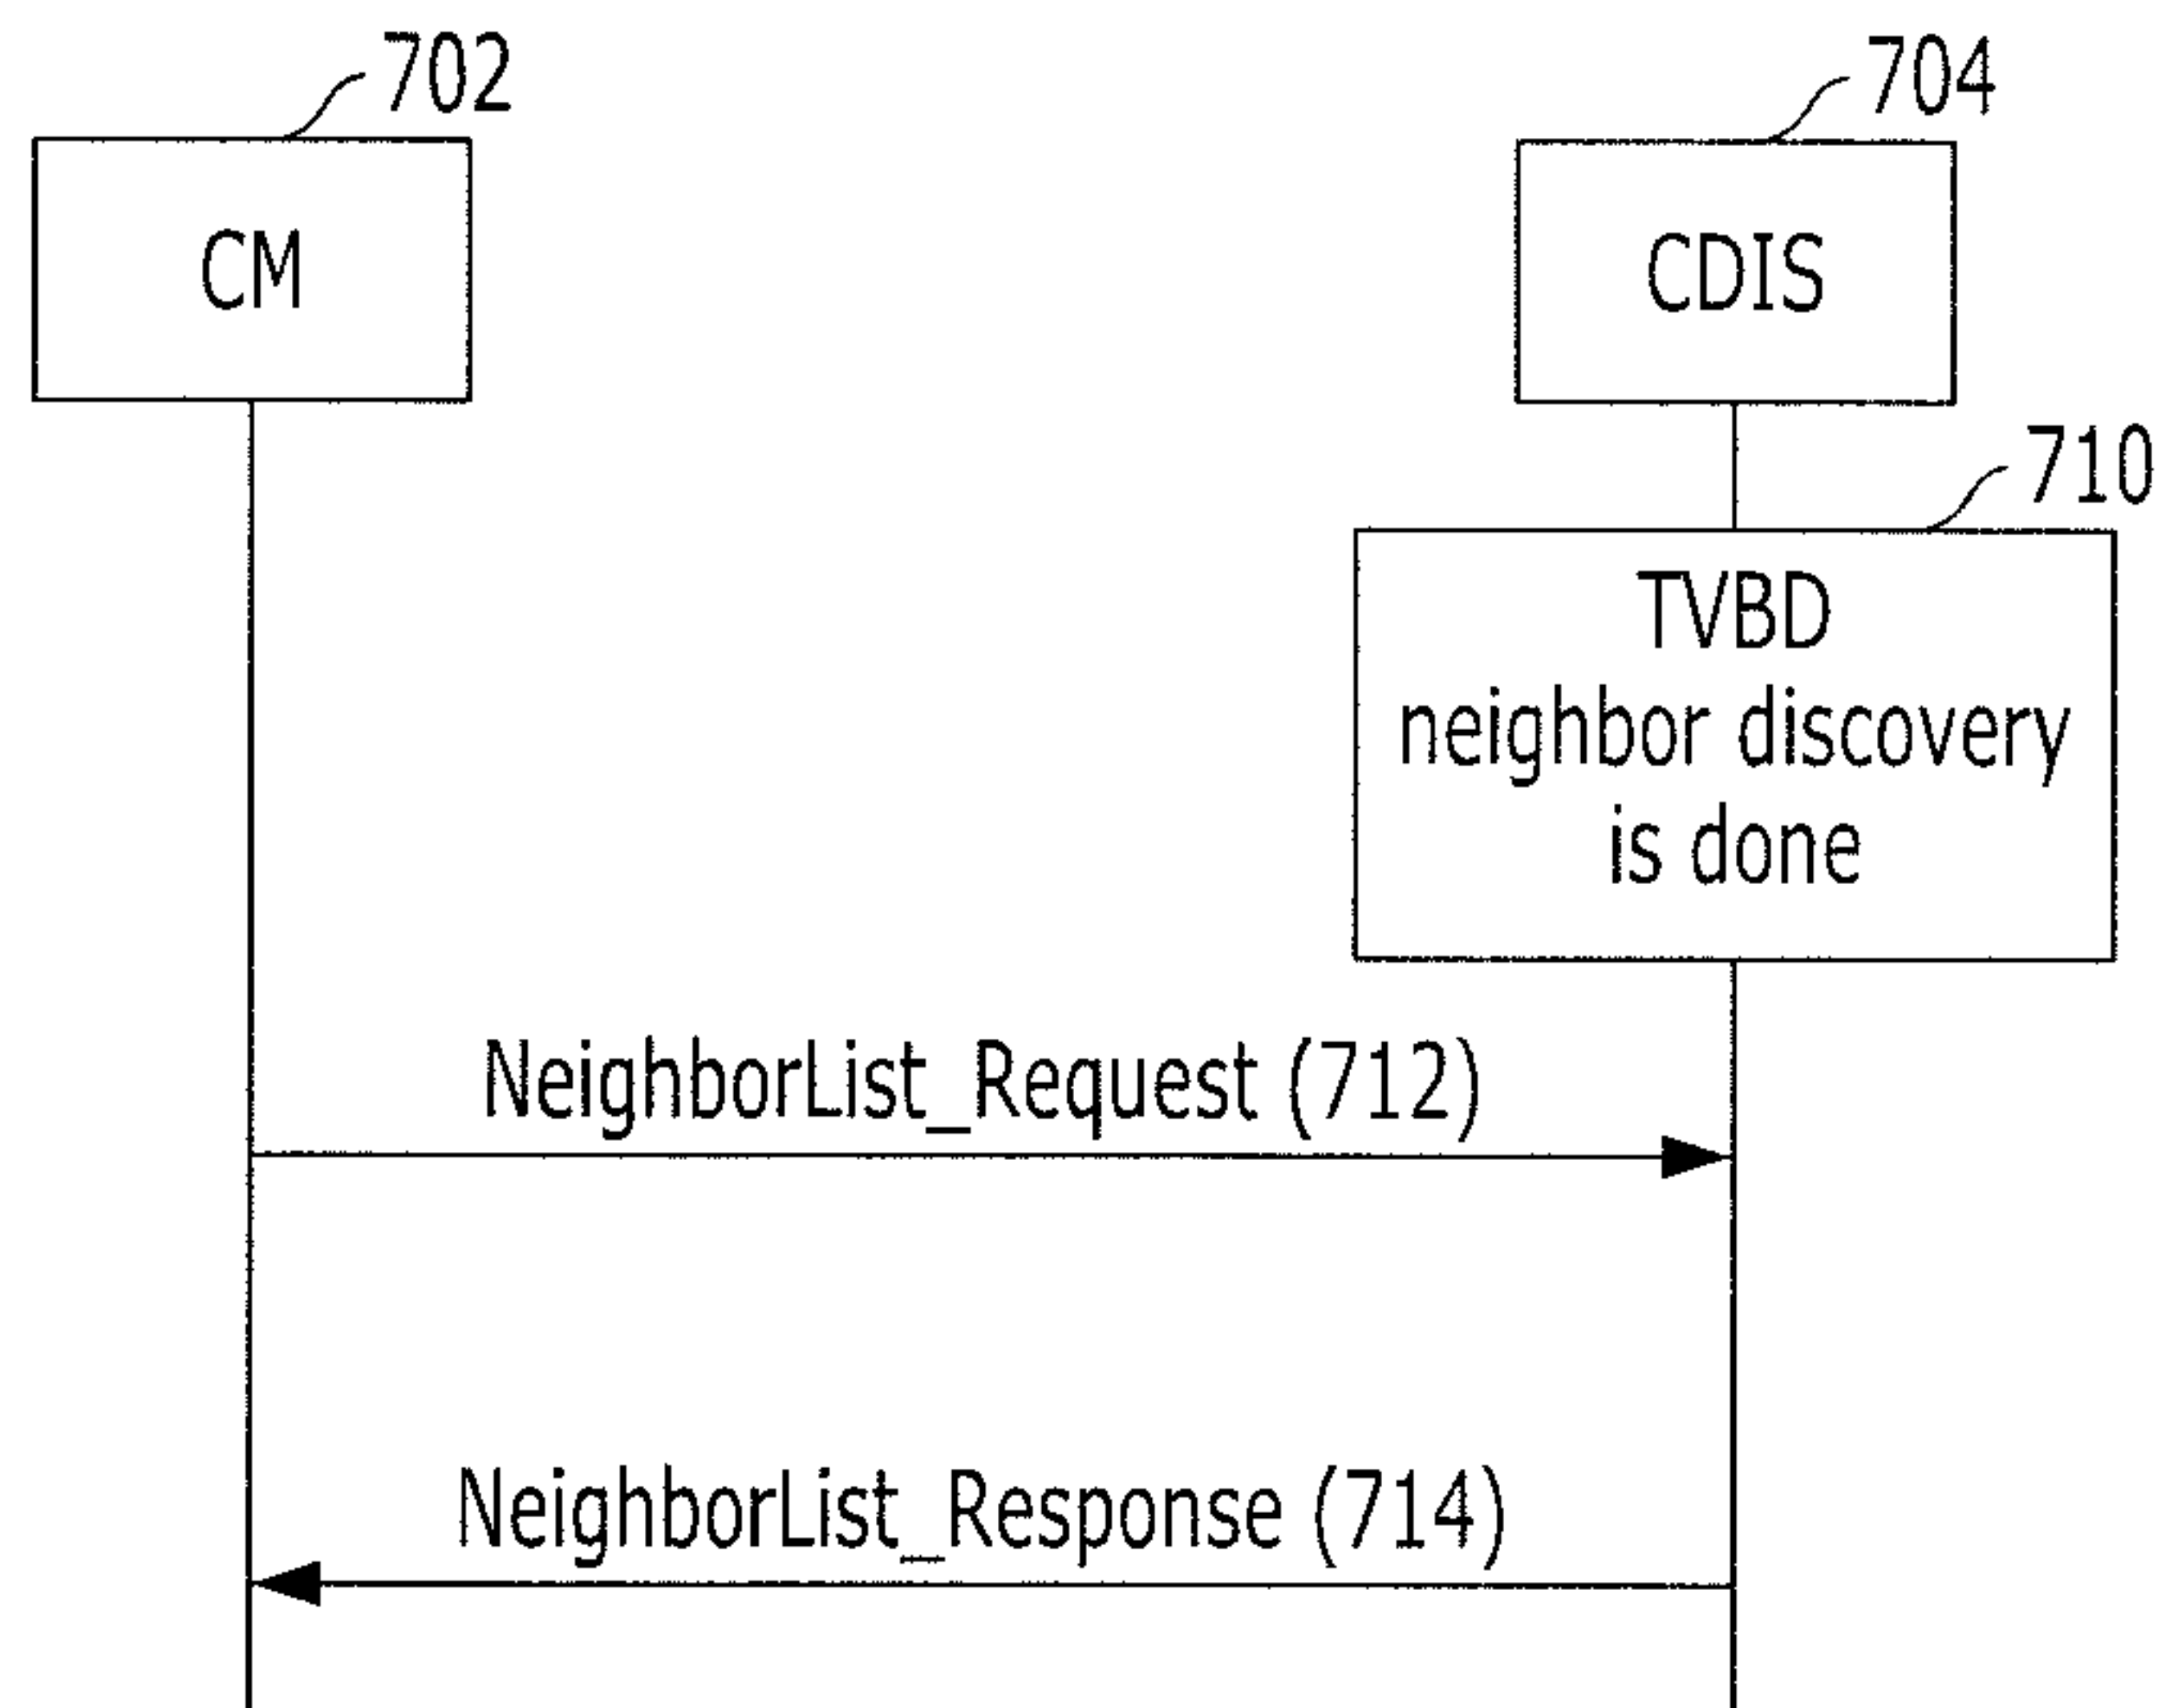 702
704
CM
CDIS
710
TVBD
neighbor discovery
is done
NeighborList_Request (712)
NeighborList_Response (714)